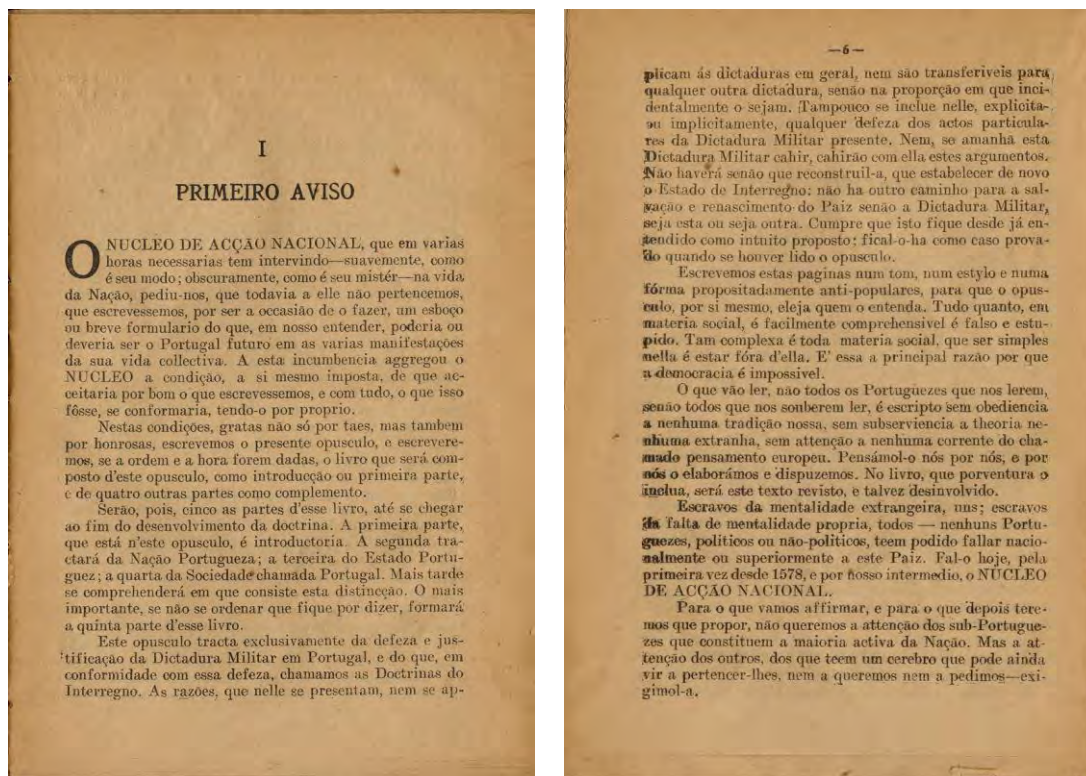 I
PRIMEIRO AVISO
O NUCLEO DE ACÇÃO NACIONAL, que em varias
horas necessarias tem intervindo—suavemente, como
é seu modo; obscuramente, como é seu mistér—na vida
da Nação, pediu-nos, que todavia a elle não pertencemos,
que escrevessemos, por ser a occasião de o fazer, um esboço
ou breve formulario do que, em nosso entender, poderia ou
deveria ser o Portugal futuro em as varias manifestações
da sua vida collectiva. A esta incumbencia aggregou o
NUCLEO a condição, a si mesmo imposta, de que ac-
ceitaria por bom o que escrevessemos, e com tudo, o que isso
fôsse, se conformaria, tendo-o por proprio.
Nestas condições, gratas não só por taes, mas tambem
por honrosas, escrevemos o presente opusculo, e escrevere-
mos, se a ordem e a hora forem dadas, o livro que será com-
posto d'este opusculo, como introducção ou primeira parte,
e de quatro outras partes como complemento.
Serão, pois, cinco as partes d'esse livro, até se chegar
ao fim do desenvolvimento da doctrina. A primeira parte,
que está n'este opusculo, é introductoria. A segunda tra-
ctará da Nação Portugueza; a terceira do Estado Portu-
guez; a quarta da Sociedade chamada Portugal. Mais tarde
se comprehenderá em que consiste esta distincção. O mais
importante, se não se ordenar que fique por dizer, formará
a quinta parte d'esse livro.
Este opusculo tracta exclusivamente da defeza e jus-
tificação da Dictadura Militar em Portugal, e do que, em
conformidade com essa defeza, chamamos as Doctrinas do
Interregno. As razões, que nelle se presentam, nem se ap-
—6—
plicam ás dictaduras em geral, nem são transferiveis para
qualquer outra dictadura, senão na proporção em que inci-
dentalmente o sejam. Tampouco se inclue nelle, explicita
ou implicitamente, qualquer defeza dos actos particula-
res da Dictadura Militar presente. Nem, se amanhã esta
Dictadura Militar cahir, cahirão com ella estes argumentos.
Não haverá senão que reconstruil-a, que estabelecer de novo
o Estado de Interregno: não ha outro caminho para a sal-
vação e renascimento do Paiz senão a Dictadura Militar,
seja esta ou seja outra. Cumpre que isto fique desde já en-
tendido como intuito proposto; fical-o-ha como caso prova-
do quando se houver lido o opusculo.
Escrevemos estas paginas num tom, num estylo e numa
fórma propositadamente anti-populares, para que o opus-
culo, por si mesmo, eleja quem o entenda. Tudo quanto, em
materia social, é facilmente comprehensivel é falso e estu-
pido. Tam complexa é toda materia social, que ser simples
nella é estar fóra d'ella. E' essa a principal razão por que
a democracia é impossivel.
O que vão ler, não todos os Portuguezes que nos lerem,
senão todos que nos souberem ler, é escripto sem obediencia
a nenhuma tradição nossa, sem subserviencia a theoria ne-
nhuma extranha, sem attenção a nenhuma corrente do cha-
mado pensamento europeu. Pensámol-o nós por nós, e por
nós o elaborámos e dispuzemos. No livro, que porventura o
inclua, será este texto revisto, e talvez desinvolvido.
Escravos da mentalidade extrangeira, uns; escravos
da falta de mentalidade propria, todos — nenhuns Portu-
guezes, politicos ou não-politicos, teem podido fallar nacio-
nalmente ou superiormente a este Paiz. Fal-o hoje, pela
primeira vez desde 1578, e por nosso intermedio, o NUCLEO
DE ACÇÃO NACIONAL.
Para o que vamos affirmar, e para o que depois tere-
mos que propor, não queremos a attenção dos sub-Portugue-
zes que constituem a maioria activa da Nação. Mas a at-
tenção dos outros, dos que teem um cerebro que pode ainda
vir a pertencer-lhes, nem a queremos nem a pedimos—exi-
gimol-a.